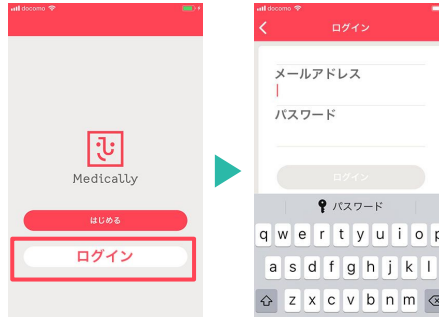 docomo
Medically
はじめる
ログイン
docomo
ログイン
メールアドレス
パスワード
ログイン
パスワード
q w e r t y u i o p
a s d f g h j k l
z x c v b n m